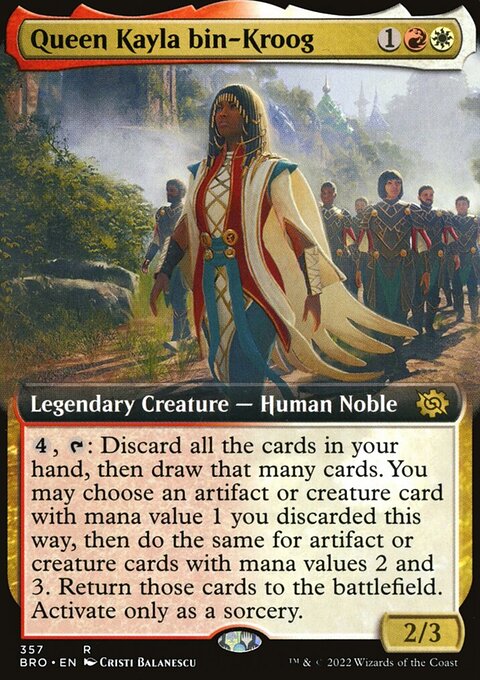 Queen Kayla bin-Kroog 1
Legendary Creature — Human Noble
4, : Discard all the cards in your
hand, then draw that many cards. You
may choose an artifact or creature card
with mana value 1 you discarded this
way, then do the same for artifact or
creature cards with mana values 2 and
3. Return those cards to the battlefield.
Activate only as a sorcery.
2/3
357 R
BRO • EN CRISTI BALANESCU
™ & © 2022 Wizards of the Coast